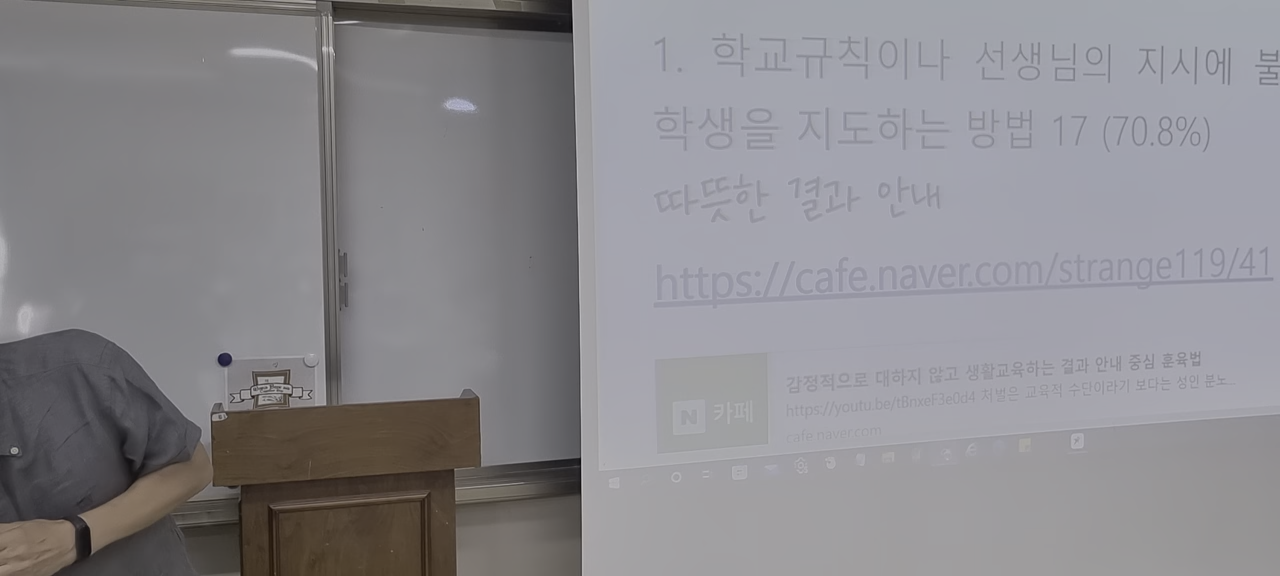 1. 학교규칙이나 선생님의 지시에 불
학생을 지도하는 방법 17 (70.8%)
따뜻한 결과 안내
https://cafe.naver.com/strange119/41
N 카페
감정적으로 대하지 않고 생활교육하는 결과 안내 중심 훈육법
https://youtu.be/tBnxeF3e0d4 처벌은 교육적 수단이라기 보다는 성인 분노...
cafe.naver.com